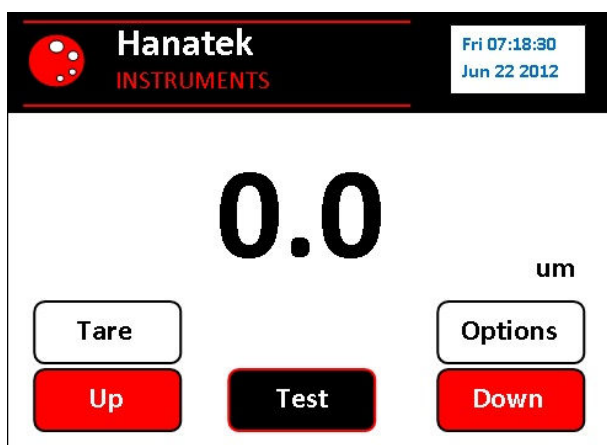 Hanatek
INSTRUMENTS
Fri 07:18:30
Jun 22 2012
0.0
um
Tare
Options
Up
Test
Down